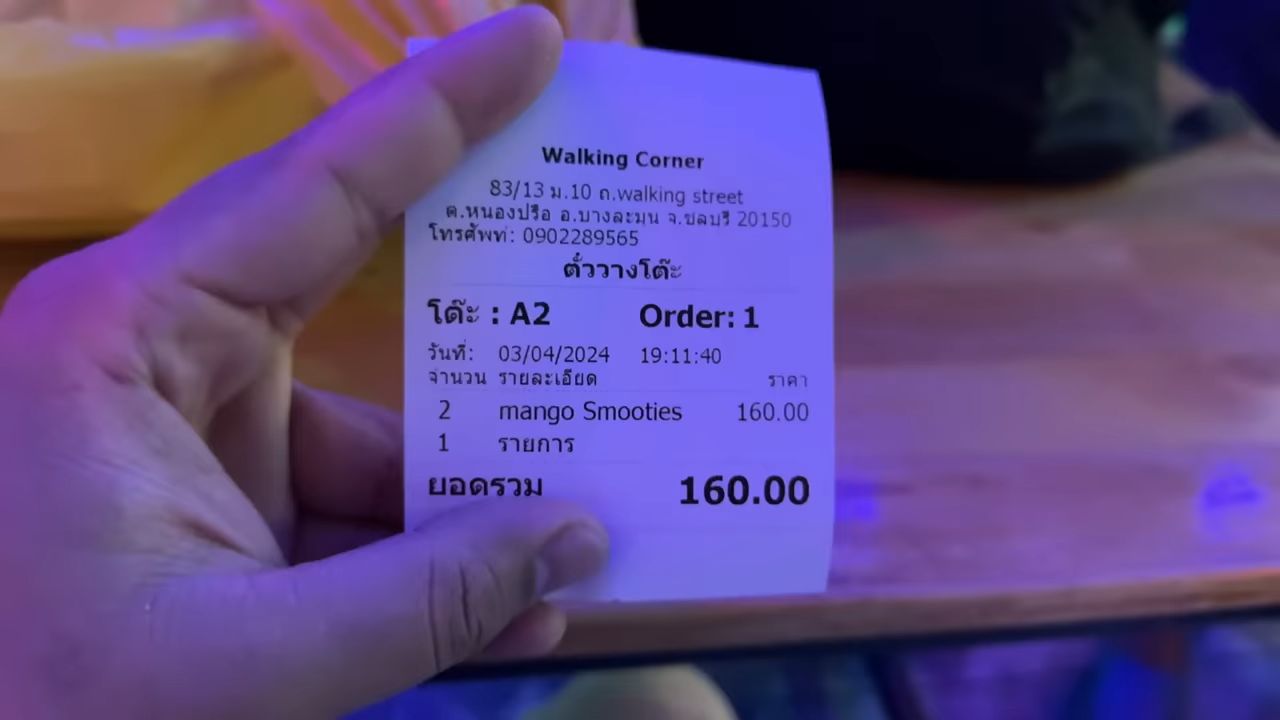 Walking Corner
83/13 ม.10 ถ.walking street
ต.หนองปรือ อ.บางละมุน จ.ชลบุรี 20150
โทรศัพท์: 0902289565
ตั๋ววางโต๊ะ
โต๊ะ : A2 Order: 1
วันที่: 03/04/2024 19:11:40
จำนวน รายละเอียด ราคา
2 mango Smooties 160.00
1 รายการ
ยอดรวม 160.00